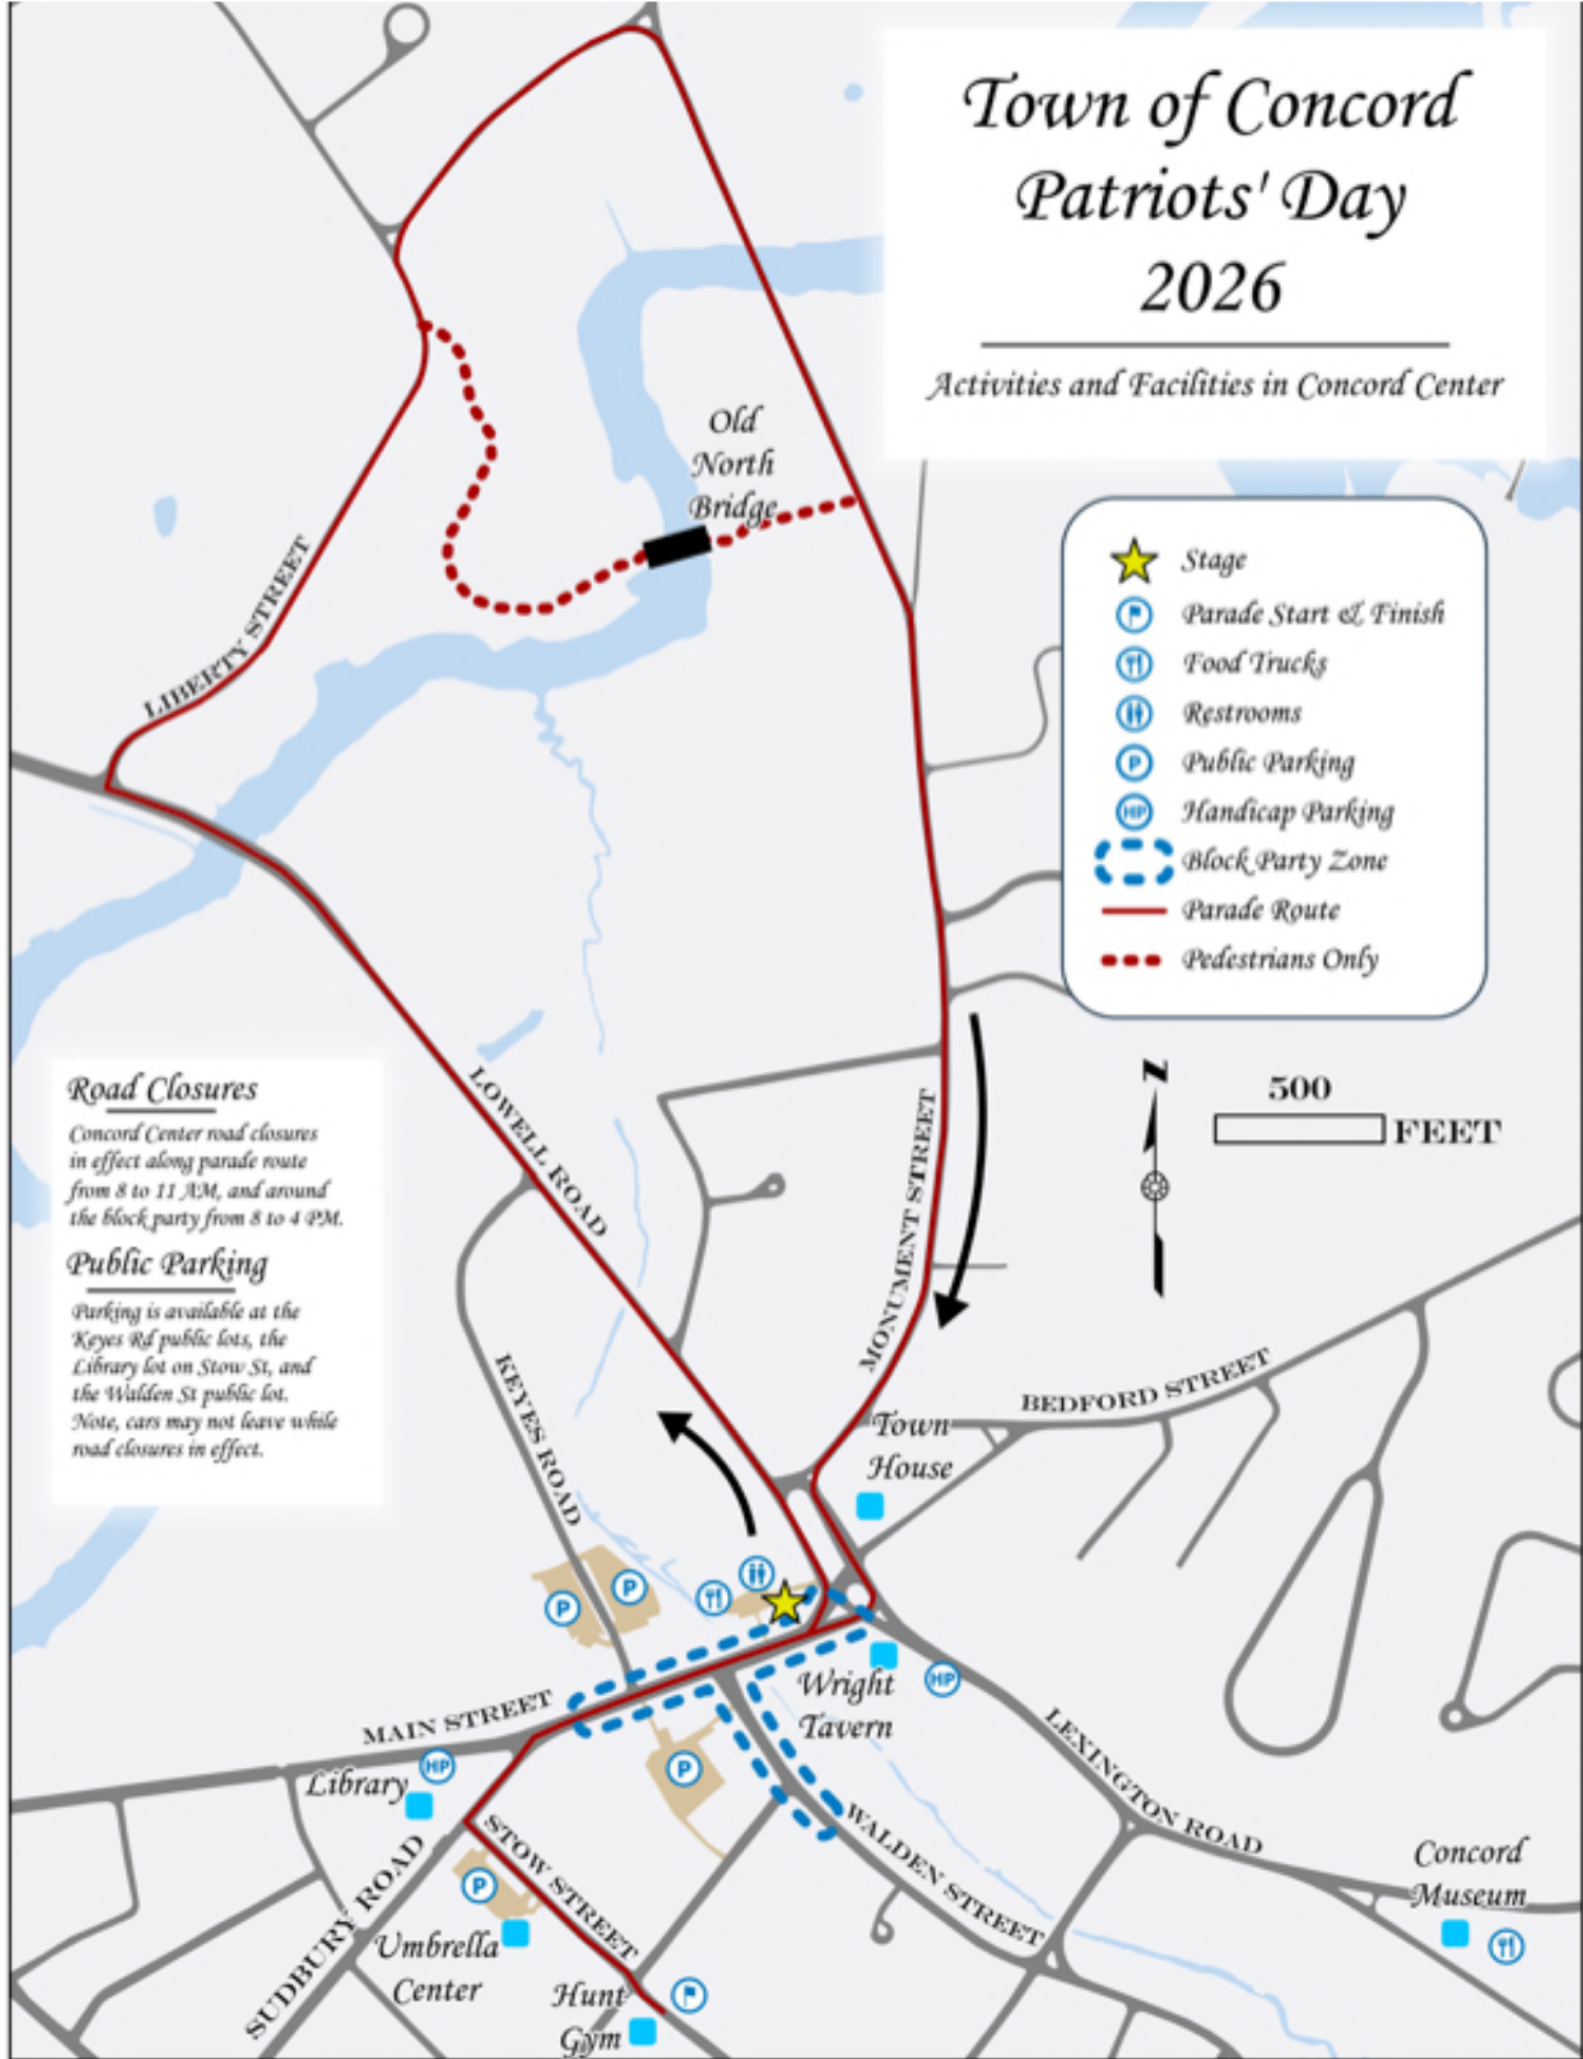 Town of Concord
Patriots' Day
2026
Activities and Facilities in Concord Center
Old
North
Bridge
Stage
Parade Start & Finish
Food Trucks
Restrooms
P
Public Parking
HP
Handicap Parking
Block Party Zone
Parade Route
Pedestrians Only
LIBERTY STREET
N
500
FEET
Road Closures
Concord Center road closures
in effect along parade route
from 8 to 11 AM, and around
the block party from 8 to 4 PM.
Public Parking
Parking is available at the
Keyes Rd public lots, the
Library lot on Stow St, and
the Walden St public lot.
Note, cars may not leave while
road closures in effect.
LOWELL ROAD
MONUMENT STREET
KEYES ROAD
BEDFORD STREET
Town
House
P
P
Wright
Tavern
HP
MAIN STREET
HP
Library
P
LEXINGTON ROAD
WALDEN STREET
STOW STREET
SUDBURY ROAD
P
Umbrella
Center
Hunt
Gym
Concord
Museum